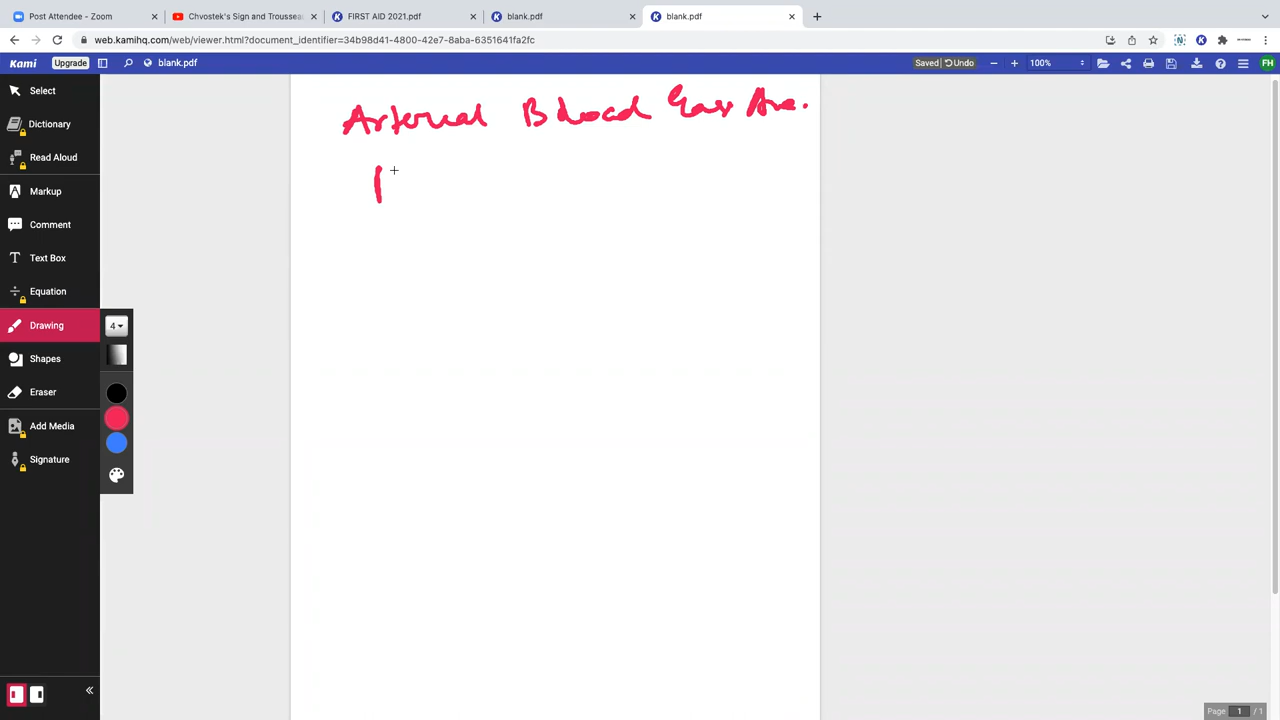 Post Attendee - Zoom
Chvostek's Sign and Trousseau
FIRST AID 2021.pdf
blank.pdf
blank.pdf
web.kamihq.com/web/viewer.html?document_identifier=34b98d41-4800-42e7-8aba-6351641fa2fc
Kami
Upgrade
blank.pdf
Saved
Undo
100%
FH
Select
Dictionary
Read Aloud
Markup
Comment
Text Box
Equation
Drawing
Shapes
Eraser
Add Media
Signature
4
Arterial Blood Gas Ana.
Page 1 / 1